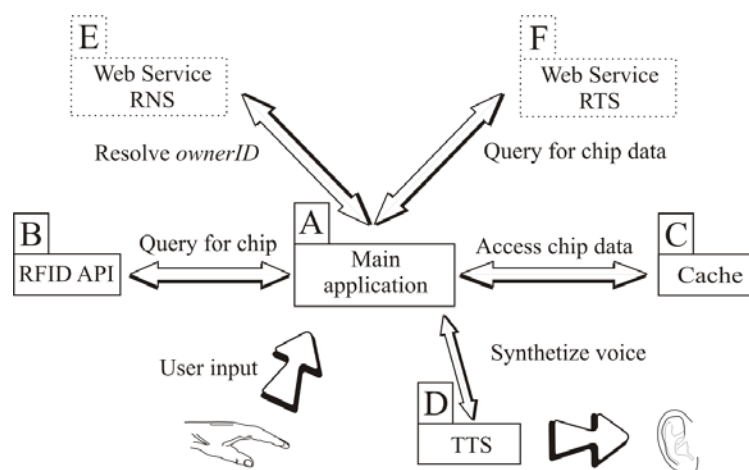 E
Web Service
RNS
F
Web Service
RTS
Resolve ownerID
Query for chip data
B
RFID API
Query for chip
A
Main
application
Access chip data
C
Cache
User input
Synthetize voice
D
TTS